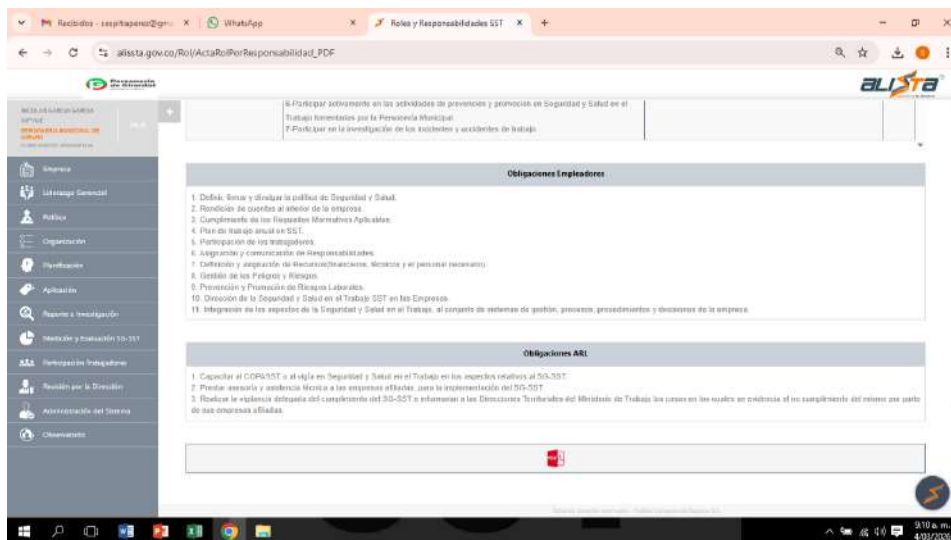 WhatsApp
Roles y Responsabilidades SST
alissta.gov.co/Rol/ActaRolPorResponsabilidad_PDF
Personería
de Girardot
aLISTa
6-Participar activamente en las actividades de prevención y promoción en Seguridad y Salud en el
Trabajo fomentarias por la Personería Municipal.
7-Participar en la investigación de los incidentes y accidentes de trabajo.
Obligaciones Empleadores
1. Definir, firmar y divulgar la política de Seguridad y Salud.
2. Rendición de cuentas al interior de la empresa.
3. Cumplimiento de los Requisitos Normativos Aplicables.
4. Plan de trabajo anual en SST.
5. Participación de los trabajadores.
6. Asignación y comunicación de Responsabilidades.
7. Definición y asignación de Recursos(financieros, técnicos y el personal necesario).
8. Gestión de los Peligros y Riesgos.
9. Prevención y Promoción de Riesgos Laborales.
10. Dirección de la Seguridad y Salud en el Trabajo SST en las Empresas.
11. Integración de los aspectos de la Seguridad y Salud en el Trabajo, al conjunto de sistemas de gestión, procesos, procedimientos y decisiones de la empresa.
Obligaciones ARL
1. Capacitar al COPASST o al vigía en Seguridad y Salud en el Trabajo en los aspectos relativos al SG-SST.
2. Prestar asesoría y asistencia técnica a las empresas afiliadas, para la implementación del SG-SST.
3. Realizar la vigilancia delegada del cumplimiento del SG-SST e informaran a las Direcciones Territoriales del Ministerio de Trabajo los casos en los cuales se evidencia el no cumplimiento del mismo por parte
de sus empresas afiliadas.
Empresa
Liderazgo Gerencial
Política
Organización
Planificación
Aplicación
Reporte e Investigación
Medición y Evaluación SG-SST
Participación Trabajadores
Revisión por la Dirección
Administración del Sistema
Observatorio
9:10 a. m.